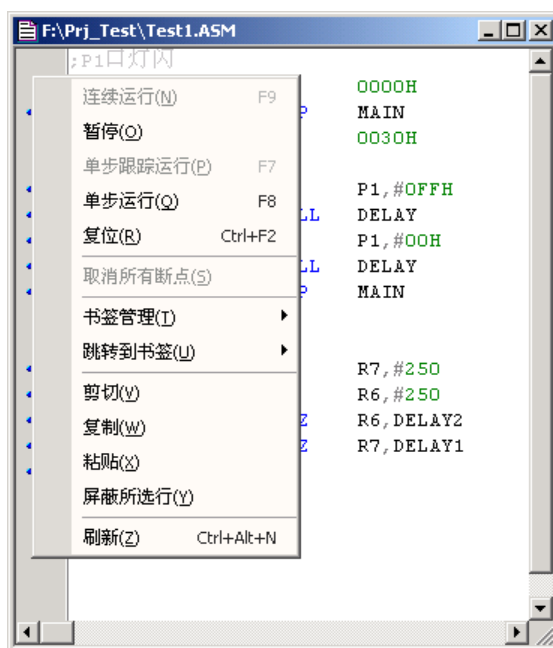 F:\Prj_Test\Test1.ASM
;P1口灯闪
连续运行(N) F9 0000H
暂停(O) P MAIN
0030H
单步跟踪运行(P) F7
单步运行(Q) F8 P1,#0FFH
LL DELAY
复位(R) Ctrl+F2 P1,#00H
取消所有断点(S) LL DELAY
P MAIN
书签管理(T)
跳转到书签(U)
R7,#250
剪切(V) R6,#250
复制(W) Z R6,DELAY2
Z R7,DELAY1
粘贴(X)
屏蔽所选行(Y)
刷新(Z) Ctrl+Alt+N